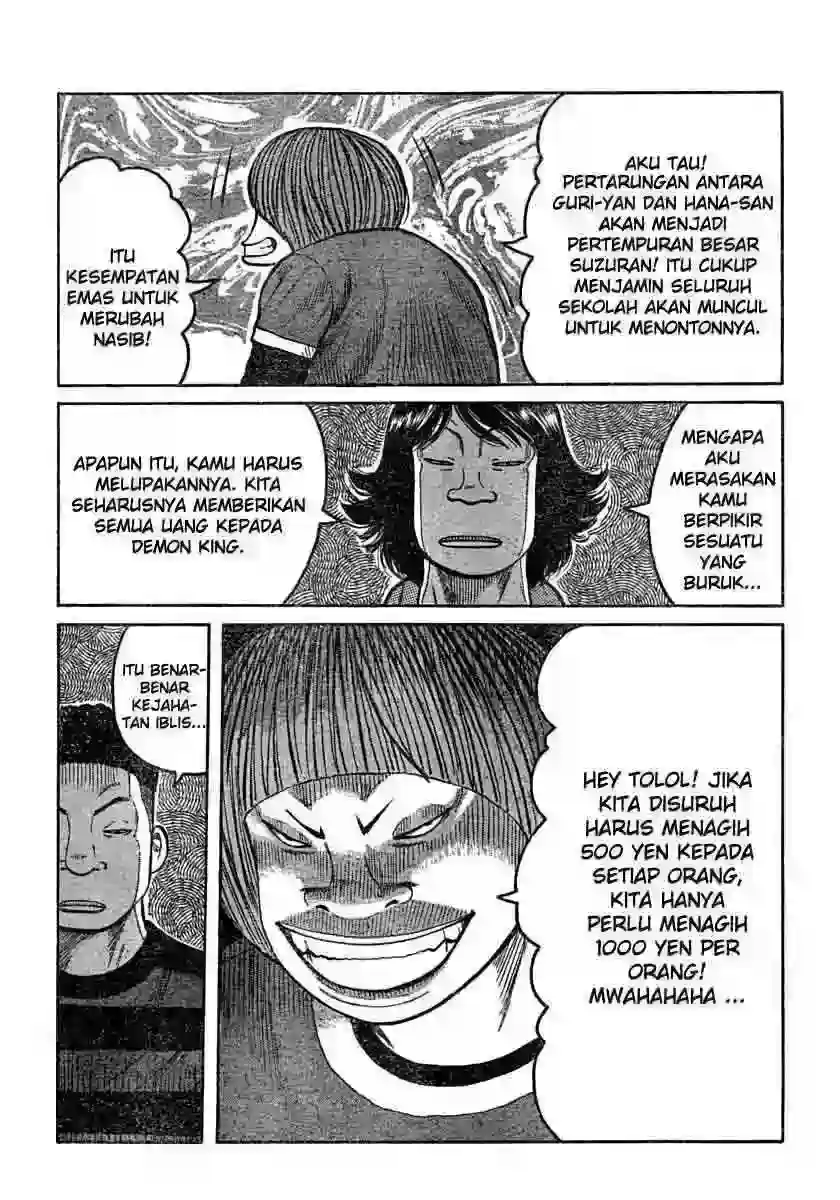 AKU TAU!
PERTARUNGAN ANTARA
GURI-YAN DAN HANA-SAN
AKAN MENJADI
PERTEMPURAN BESAR
SUZURAN! ITU CUKUP
MENJAMIN SELURUH
SEKOLAH AKAN MUNCUL
UNTUK MENONTONNYA.
ITU
KESEMPATAN
EMAS UNTUK
MERUBAH
NASIB!
MENGAPA
AKU
MERASAKAN
KAMU
BERPIKIR
SESUATU
YANG
BURUK...
APAPUN ITU, KAMU HARUS
MELUPAKANNYA. KITA
SEHARUSNYA MEMBERIKAN
SEMUA UANG KEPADA
DEMON KING.
HEY TOLOL! JIKA
KITA DISURUH
HARUS MENAGIH
500 YEN KEPADA
SETIAP ORANG,
KITA HANYA
PERLU MENAGIH
1000 YEN PER
ORANG!
MWAHAHAHA ...
ITU BENAR-
BENAR
KEJAHA-
TAN IBLIS...